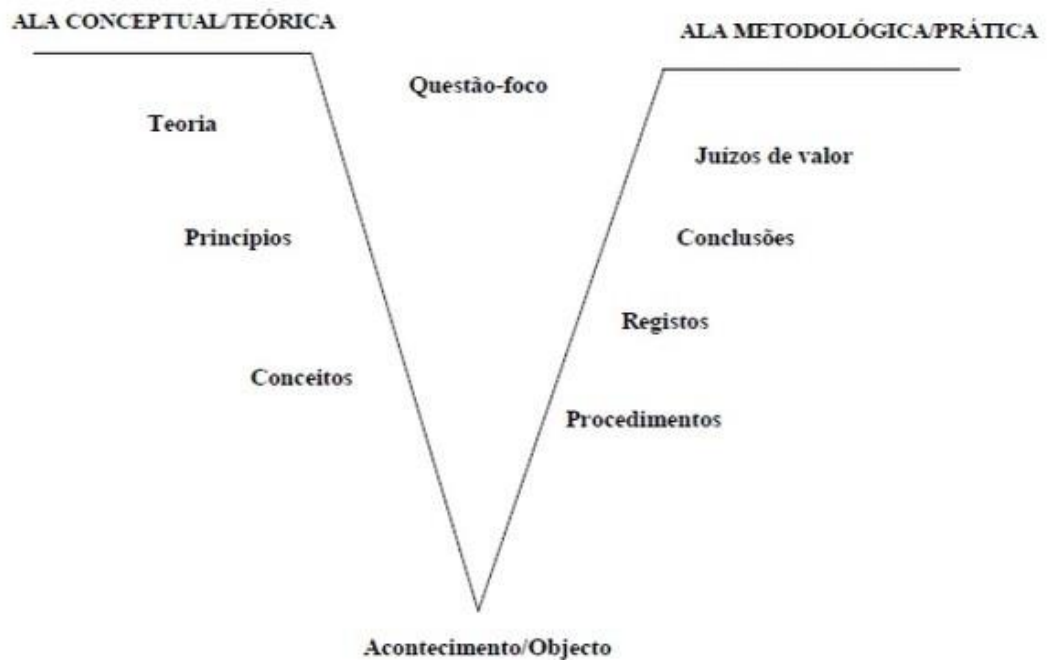 ALA CONCEPTUAL/TEÓRICA
ALA METODOLÓGICA/PRÁTICA
Questão-foco
Teoria
Juízos de valor
Princípios
Conclusões
Registos
Conceitos
Procedimentos
Acontecimento/Objecto